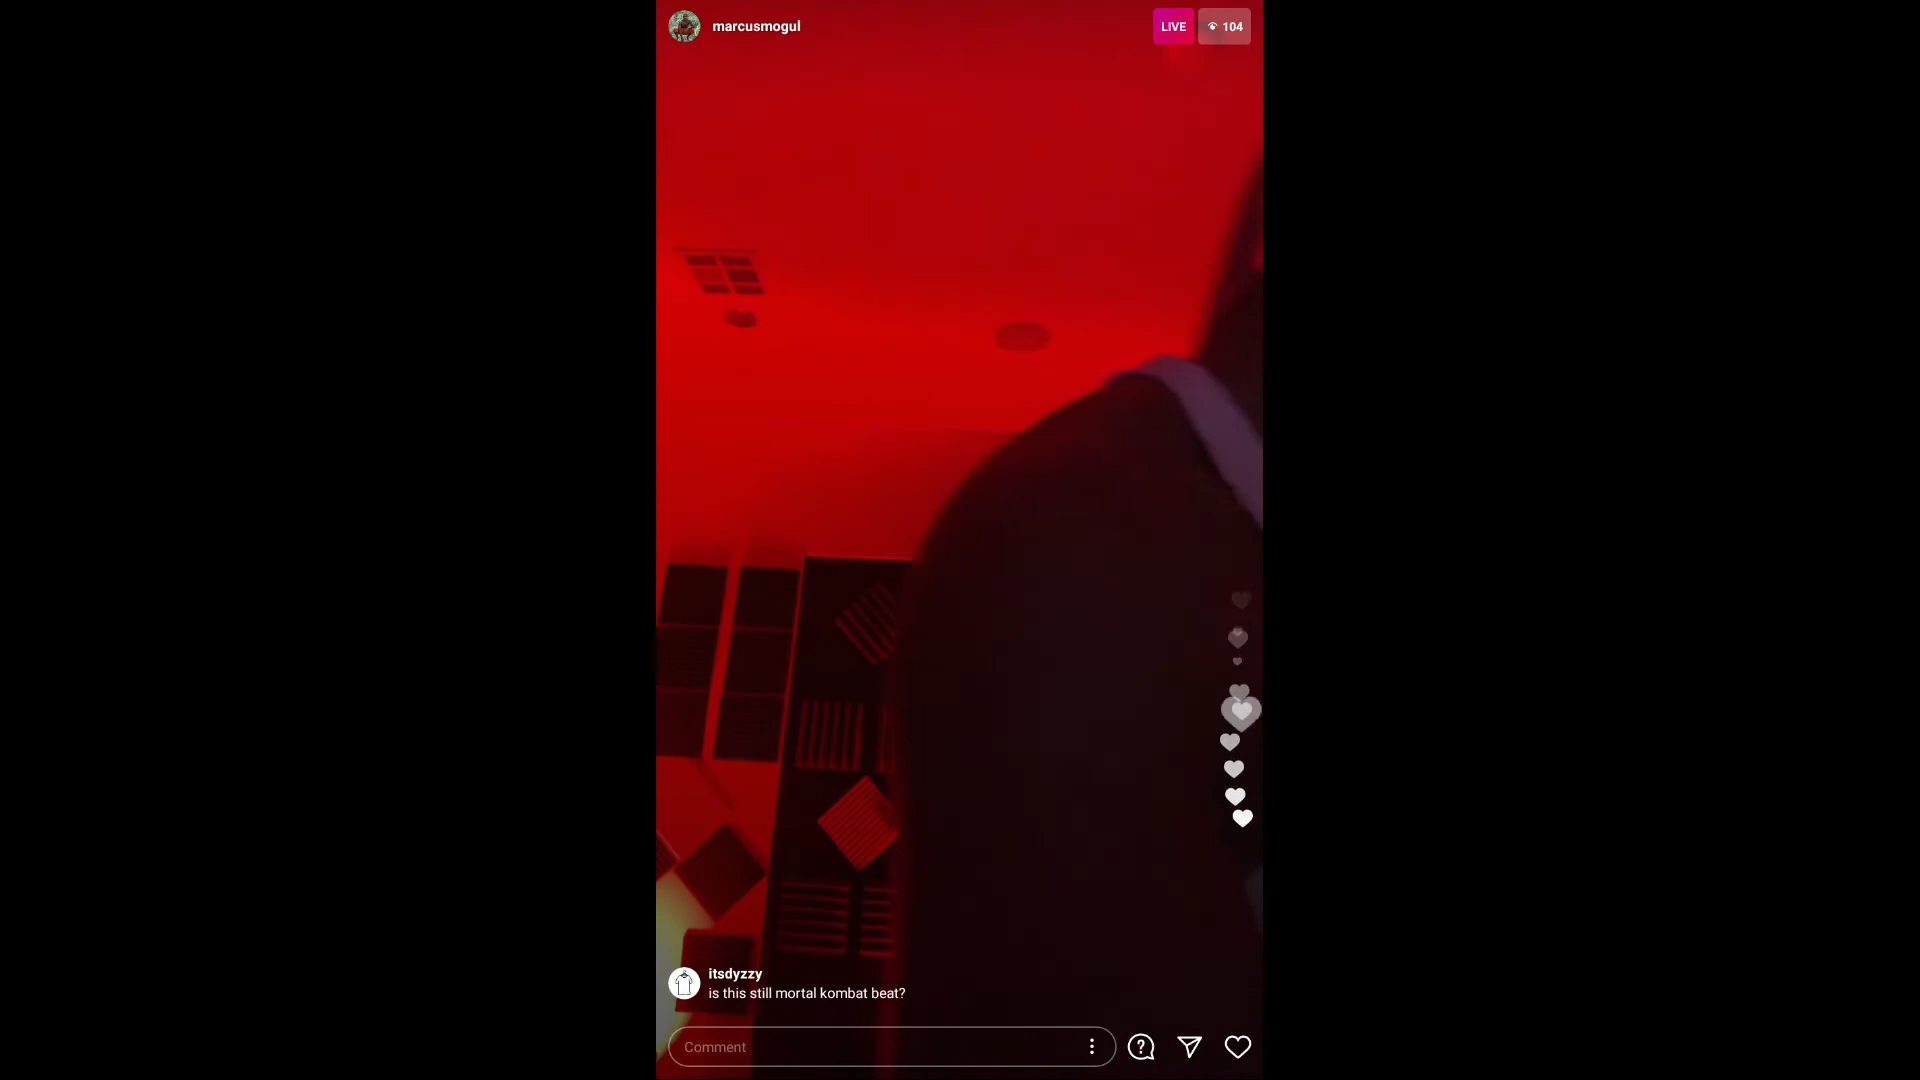 marcusmogul
LIVE
104
itsdyzzy
is this still mortal kombat beat?
Comment